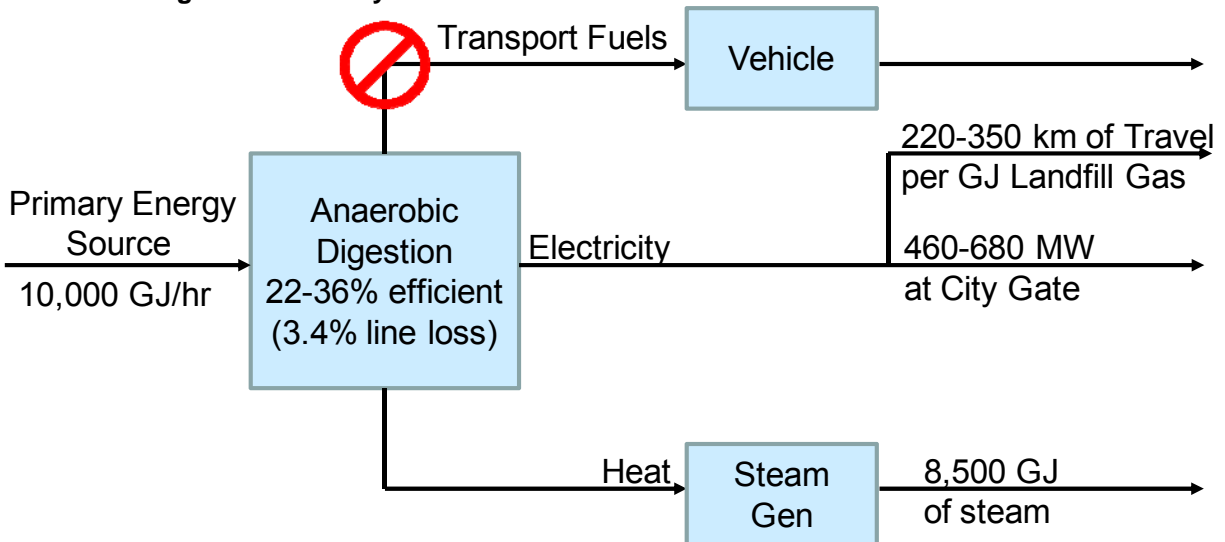 Transport Fuels
Vehicle
220-350 km of Travel
per GJ Landfill Gas
Primary Energy
Source
10,000 GJ/hr
Anaerobic
Digestion
22-36% efficient
(3.4% line loss)
Electricity
460-680 MW
at City Gate
Heat
Steam
Gen
8,500 GJ
of steam